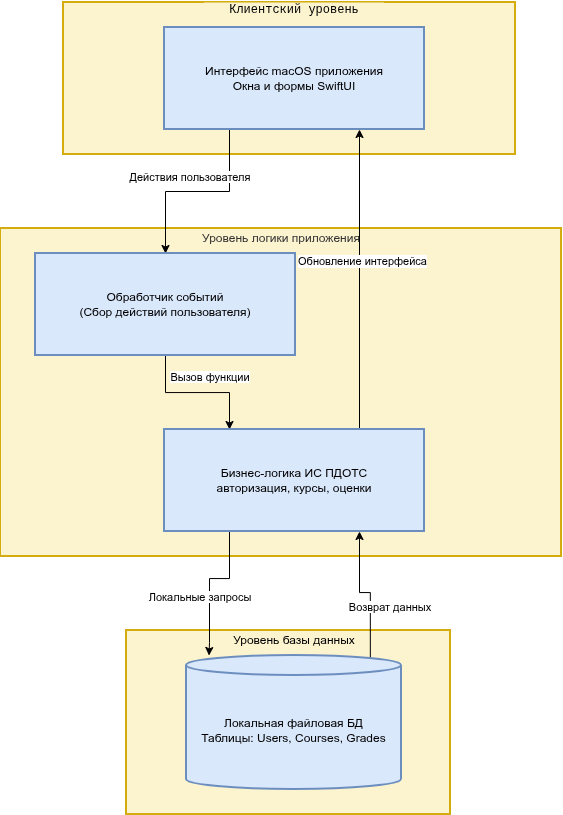 Клиентский уровень
Интерфейс macOS приложения
Окна и формы SwiftUI
Действия пользователя
Уровень логики приложения
Обновление интерфейса
Обработчик событий
(Сбор действий пользователя)
Вызов функции
Бизнес-логика ИС ПДОТС
авторизация, курсы, оценки
Локальные запросы
Возврат данных
Уровень базы данных
Локальная файловая БД
Таблицы: Users, Courses, Grades